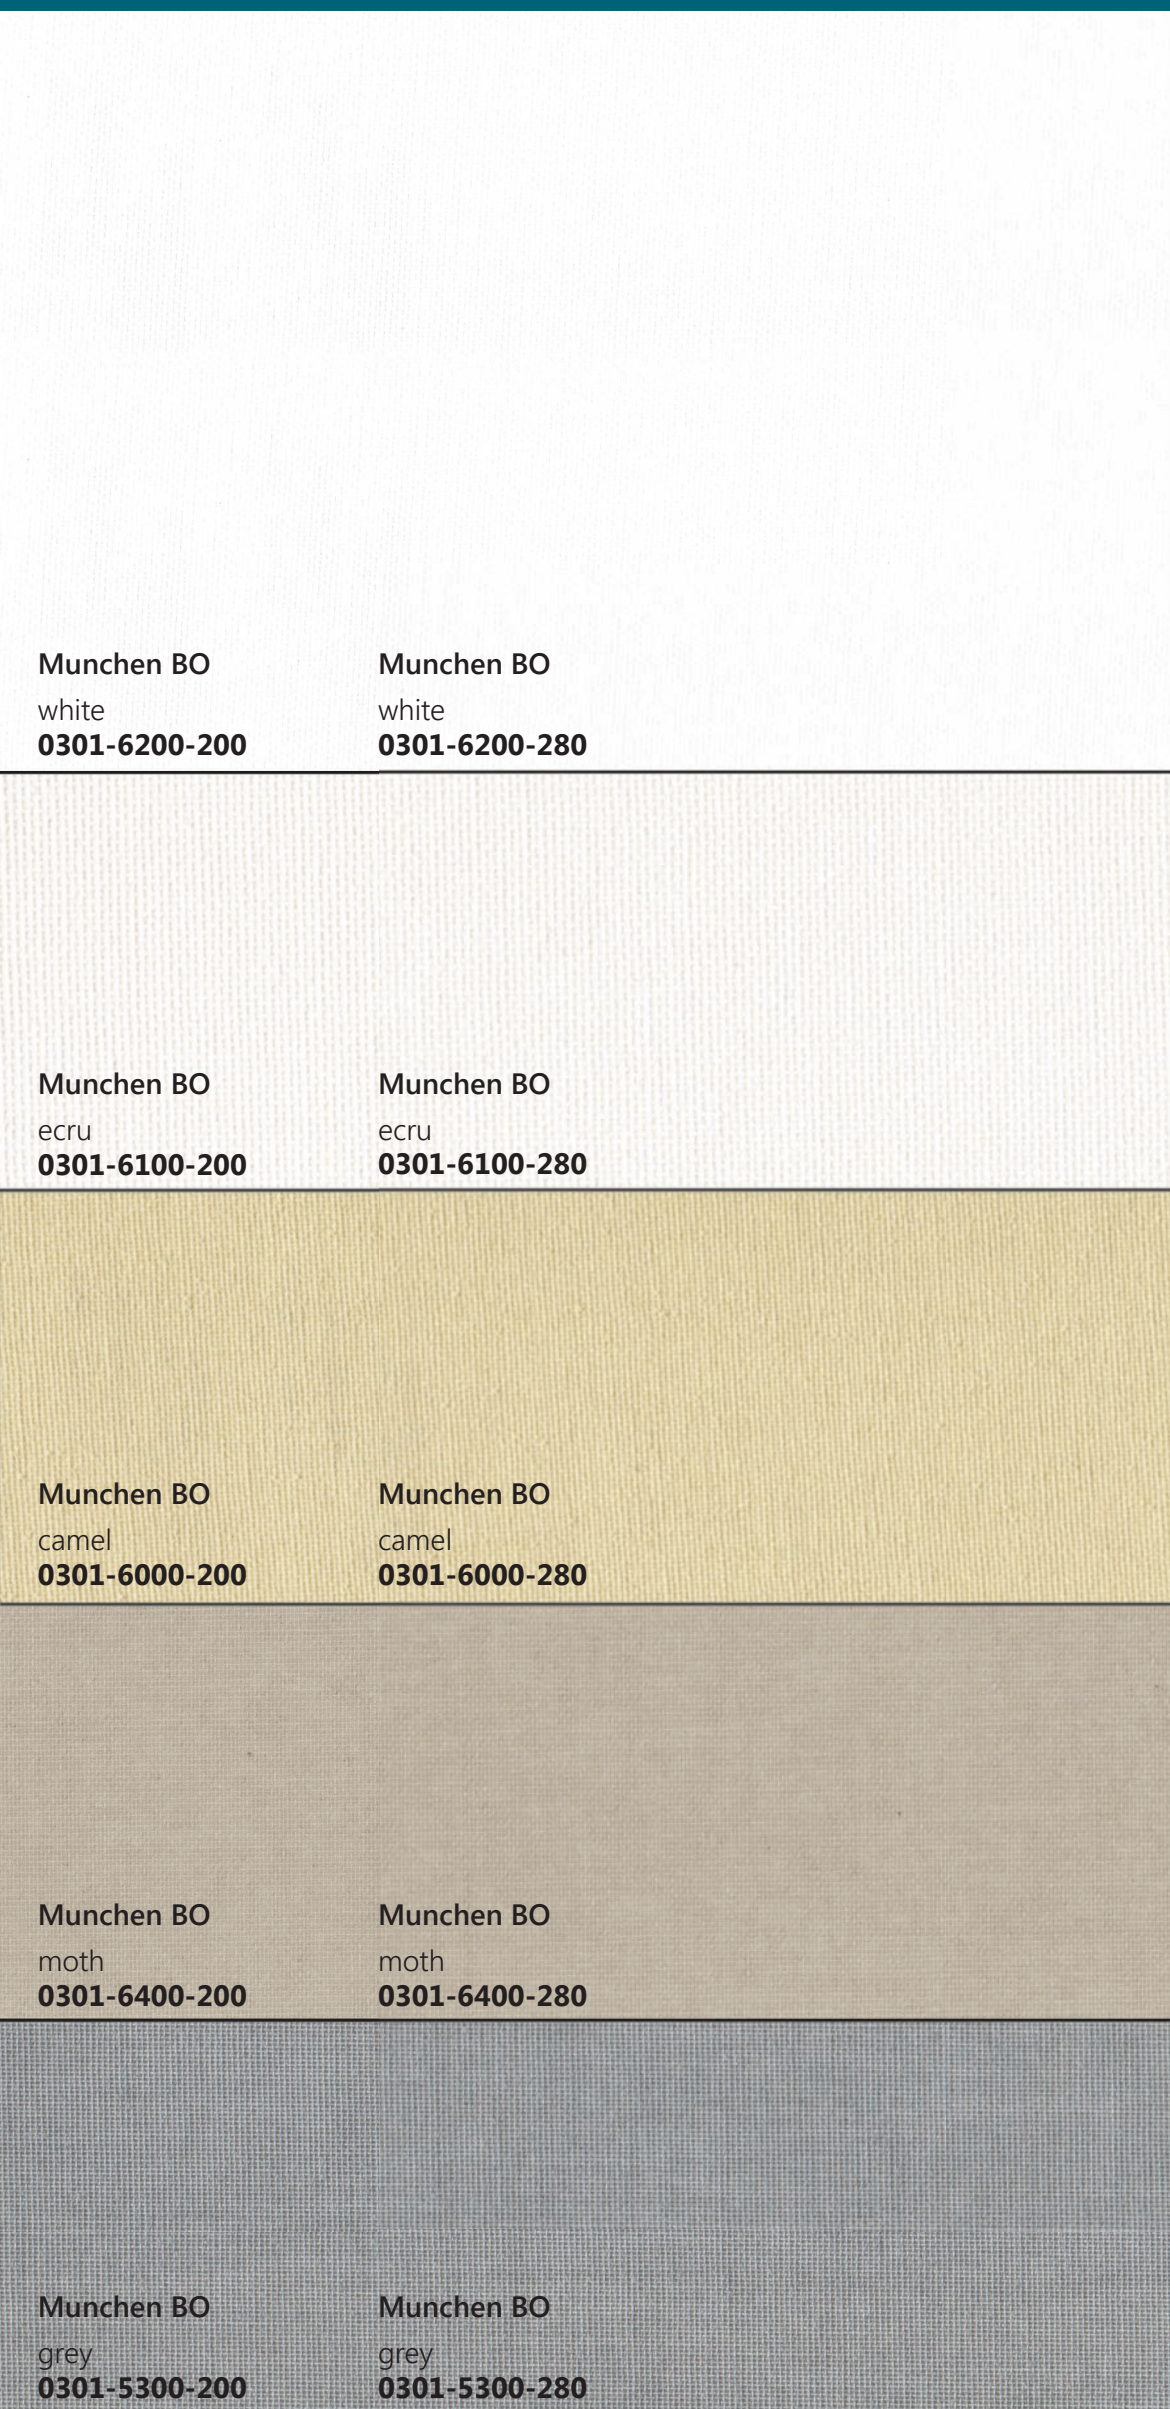 Munchen BO
white
0301-6200-200
Munchen BO
white
0301-6200-280
Munchen BO
ecru
0301-6100-200
Munchen BO
ecru
0301-6100-280
Munchen BO
camel
0301-6000-200
Munchen BO
camel
0301-6000-280
Munchen BO
moth
0301-6400-200
Munchen BO
moth
0301-6400-280
Munchen BO
grey
0301-5300-200
Munchen BO
grey
0301-5300-280